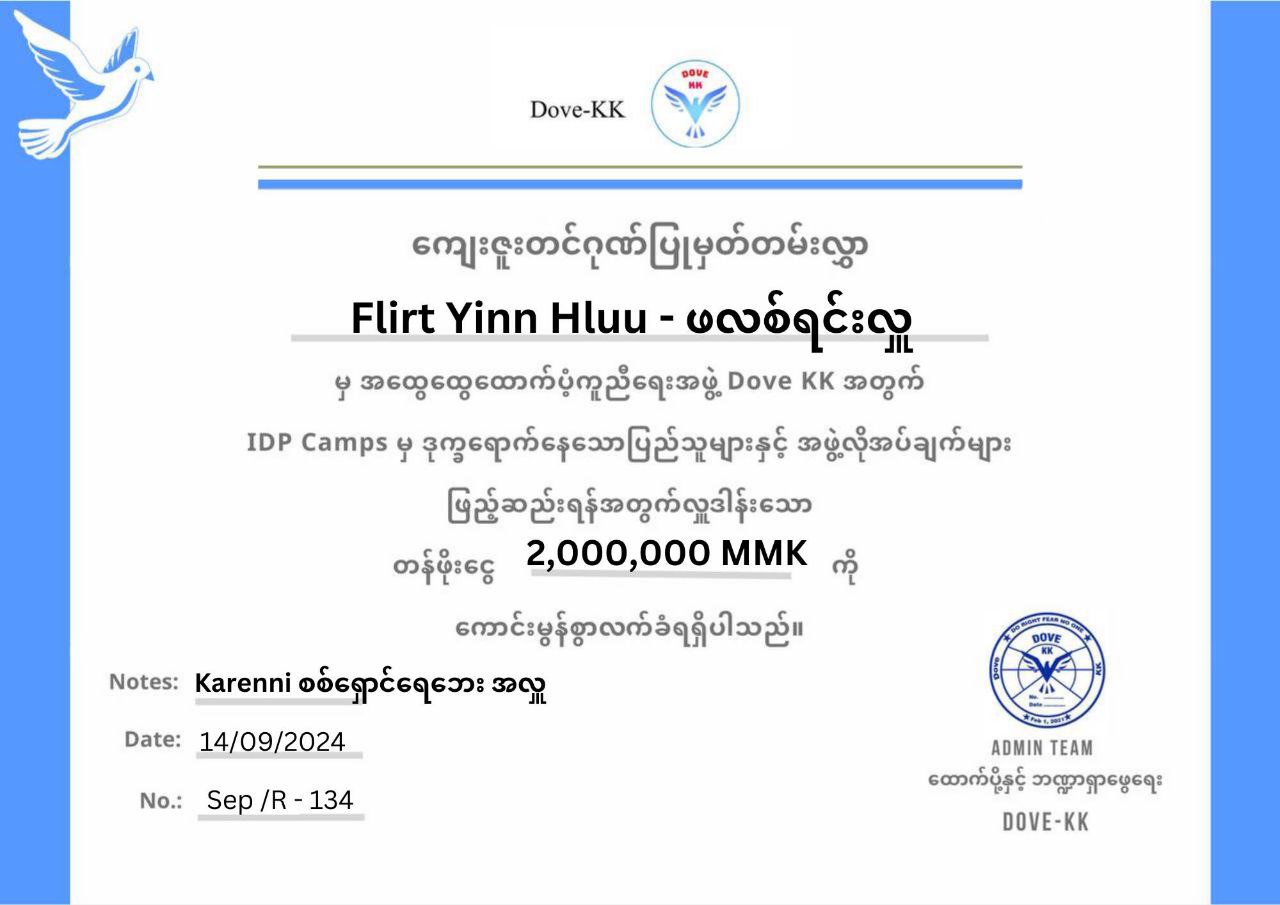 Dove-KK
DOVE
KK
ကျေးဇူးတင်ဂုဏ်ပြုမှတ်တမ်းလွှာ
Flirt Yinn Hluu - ဖလစ်ရင်းလှူ
မှ အထွေထွေထောက်ပံ့ကူညီရေးအဖွဲ့ Dove KK အတွက်
IDP Camps မှ ဒုက္ခရောက်နေသောပြည်သူများနှင့် အဖွဲ့လိုအပ်ချက်များ
ဖြည့်ဆည်းရန်အတွက်လှူဒါန်းသော
တန်ဖိုးငွေ 2,000,000 MMK ကို
ကောင်းမွန်စွာလက်ခံရရှိပါသည်။
Notes: Karenni စစ်ရှောင်ရေဘေး အလှူ
Date: 14/09/2024
No.: Sep /R - 134
DO RIGHT FEAR NO ONE
DOVE
KK
Dove
KK
No.
Date
Feb 1, 2021
ADMIN TEAM
ထောက်ပို့နှင့် ဘဏ္ဍာရှာဖွေရေး
DOVE-KK